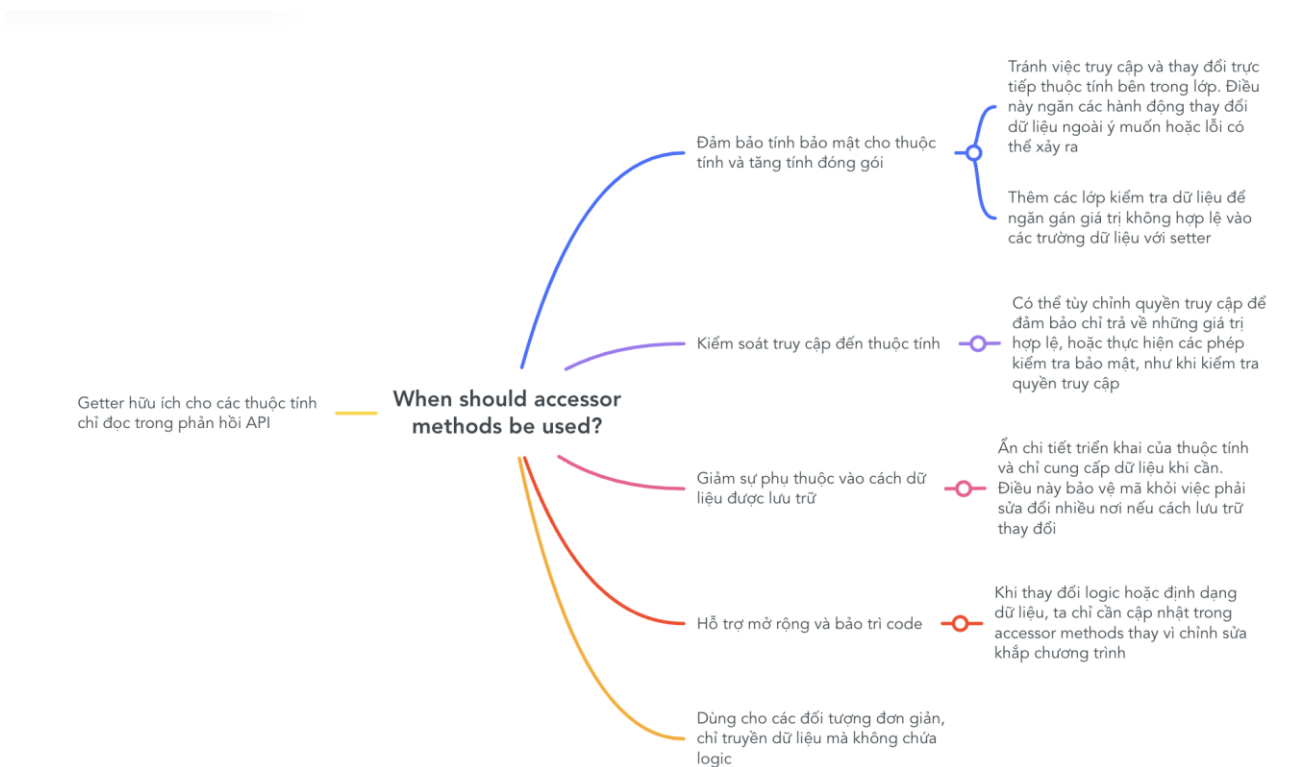 Tránh việc truy cập và thay đổi trực
tiếp thuộc tính bên trong lớp. Điều
này ngăn các hành động thay đổi
dữ liệu ngoài ý muốn hoặc lỗi có
thể xảy ra
Đảm bảo tính bảo mật cho thuộc
tính và tăng tính đóng gói
Thêm các lớp kiểm tra dữ liệu để
ngăn gán giá trị không hợp lệ vào
các trường dữ liệu với setter
Có thể tùy chỉnh quyền truy cập để
đảm bảo chỉ trả về những giá trị
hợp lệ, hoặc thực hiện các phép
kiểm tra bảo mật, như khi kiểm tra
quyền truy cập
Kiểm soát truy cập đến thuộc tính
When should accessor
methods be used?
Getter hữu ích cho các thuộc tính
chỉ đọc trong phản hồi API
Ẩn chi tiết triển khai của thuộc tính
và chỉ cung cấp dữ liệu khi cần.
Điều này bảo vệ mã khỏi việc phải
sửa đổi nhiều nơi nếu cách lưu trữ
thay đổi
Giảm sự phụ thuộc vào cách dữ
liệu được lưu trữ
Khi thay đổi logic hoặc định dạng
dữ liệu, ta chỉ cần cập nhật trong
accessor methods thay vì chỉnh sửa
khắp chương trình
Hỗ trợ mở rộng và bảo trì code
Dùng cho các đối tượng đơn giản,
chỉ truyền dữ liệu mà không chứa
logic